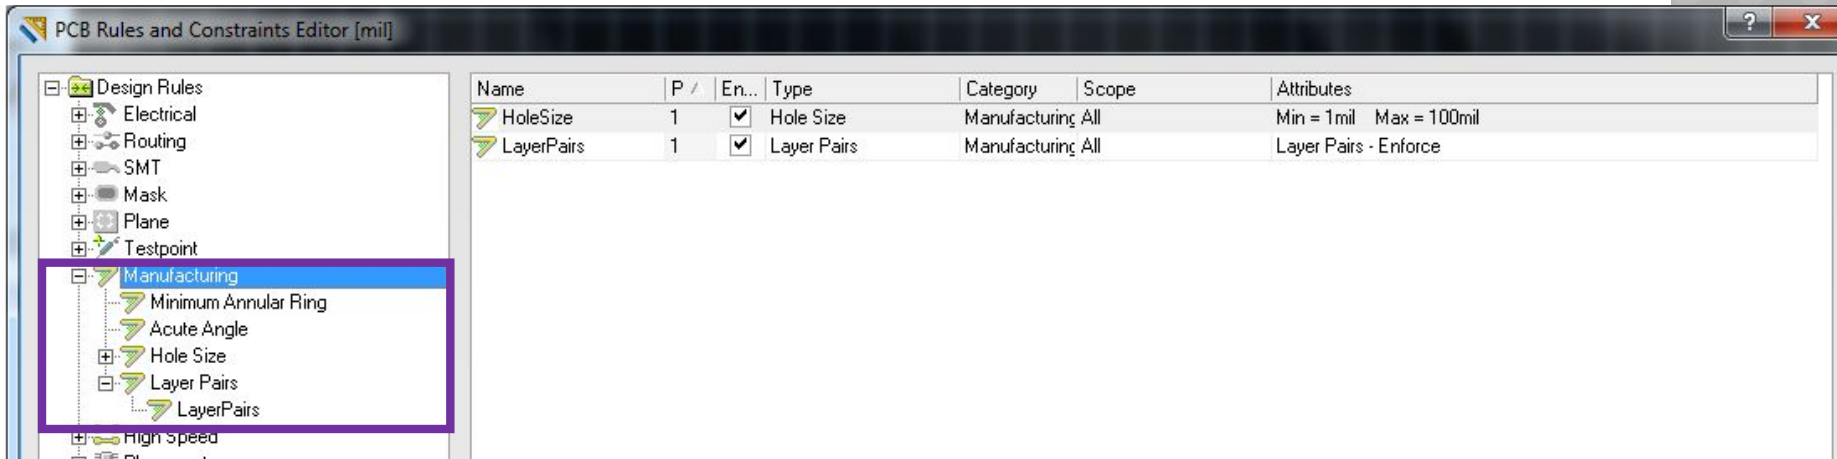 PCB Rules and Constraints Editor [mil]
?
X
Design Rules
Electrical
Routing
SMT
Mask
Plane
Testpoint
Manufacturing
Minimum Annular Ring
Acute Angle
Hole Size
Layer Pairs
LayerPairs
High Speed
Name P En... Type Category Scope Attributes
HoleSize 1 Hole Size Manufacturing All Min = 1mil Max = 100mil
LayerPairs 1 Layer Pairs Manufacturing All Layer Pairs - Enforce